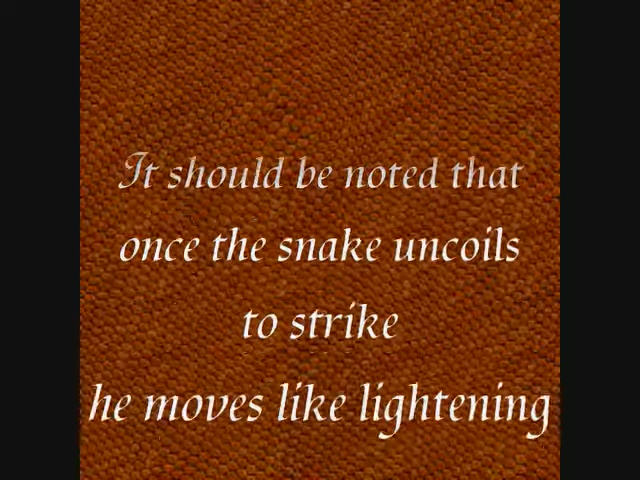 It should be noted that
once the snake uncoils
to strike
he moves like lightening